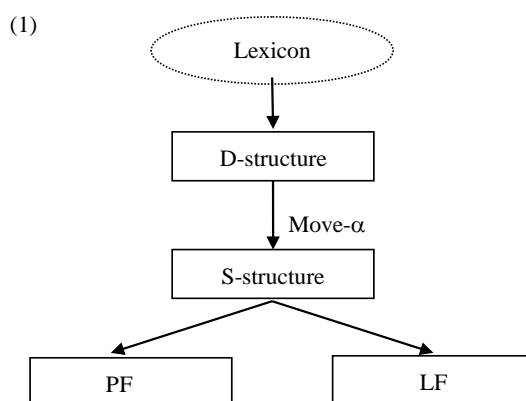 (1)
Lexicon
D-structure
Move-α
S-structure
PF LF